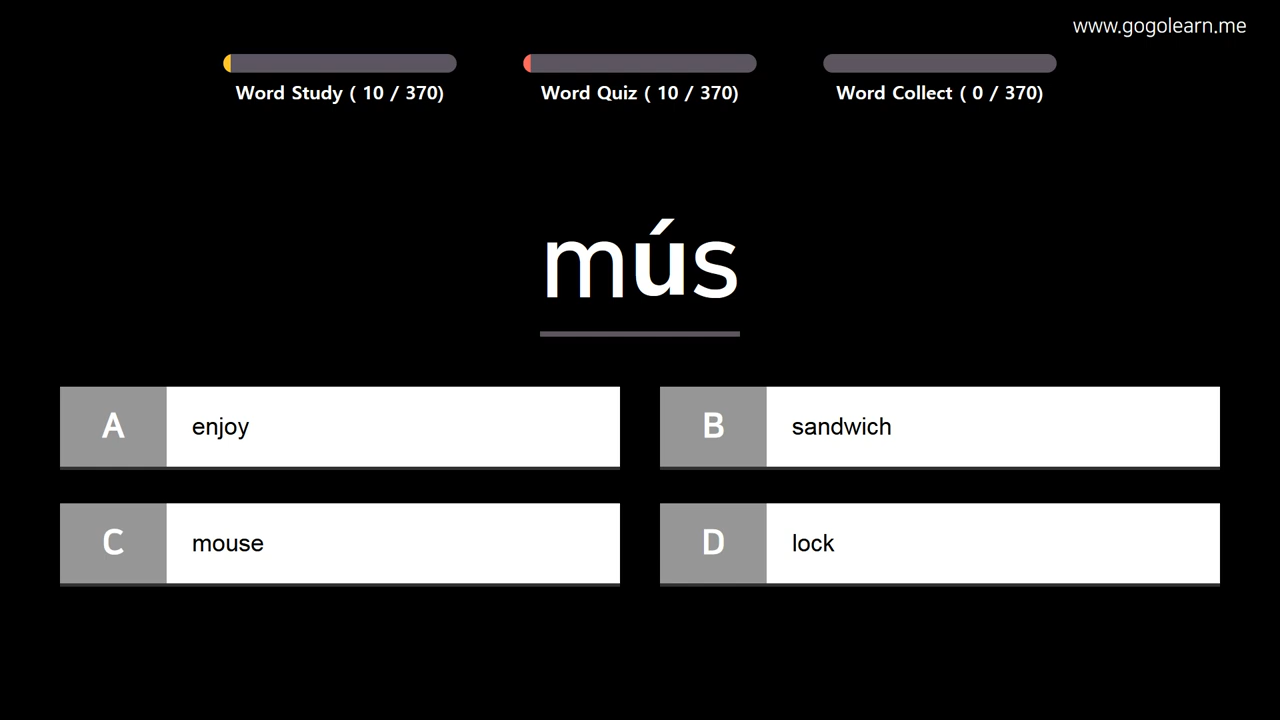 www.gogolearn.me
Word Study ( 10 / 370)
Word Quiz ( 10 / 370)
Word Collect ( 0 / 370)
mús
A enjoy
B sandwich
C mouse
D lock